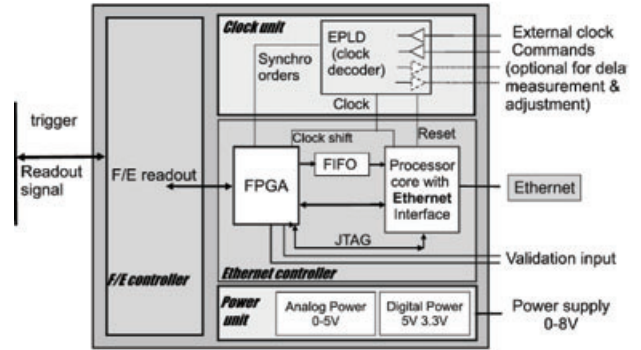 Clock unit
EPLD
(clock
decoder)
Synchro
orders
Clock
External clock
Commands
(optional for dela
measurement &
adjustment)
trigger
Readout
signal
F/E readout
F/E controller
Clock shift
Reset
FPGA
FIFO
Processor
core with
Ethernet
Interface
JTAG
Ethernet controller
Ethernet
Validation input
Power
unit
Analog Power
0-5V
Digital Power
5V 3.3V
Power supply
0-8V